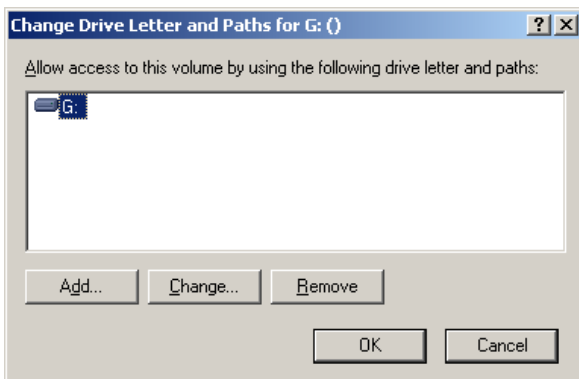 Change Drive Letter and Paths for G: ()
Allow access to this volume by using the following drive letter and paths:
G:
Add... Change... Remove
OK Cancel